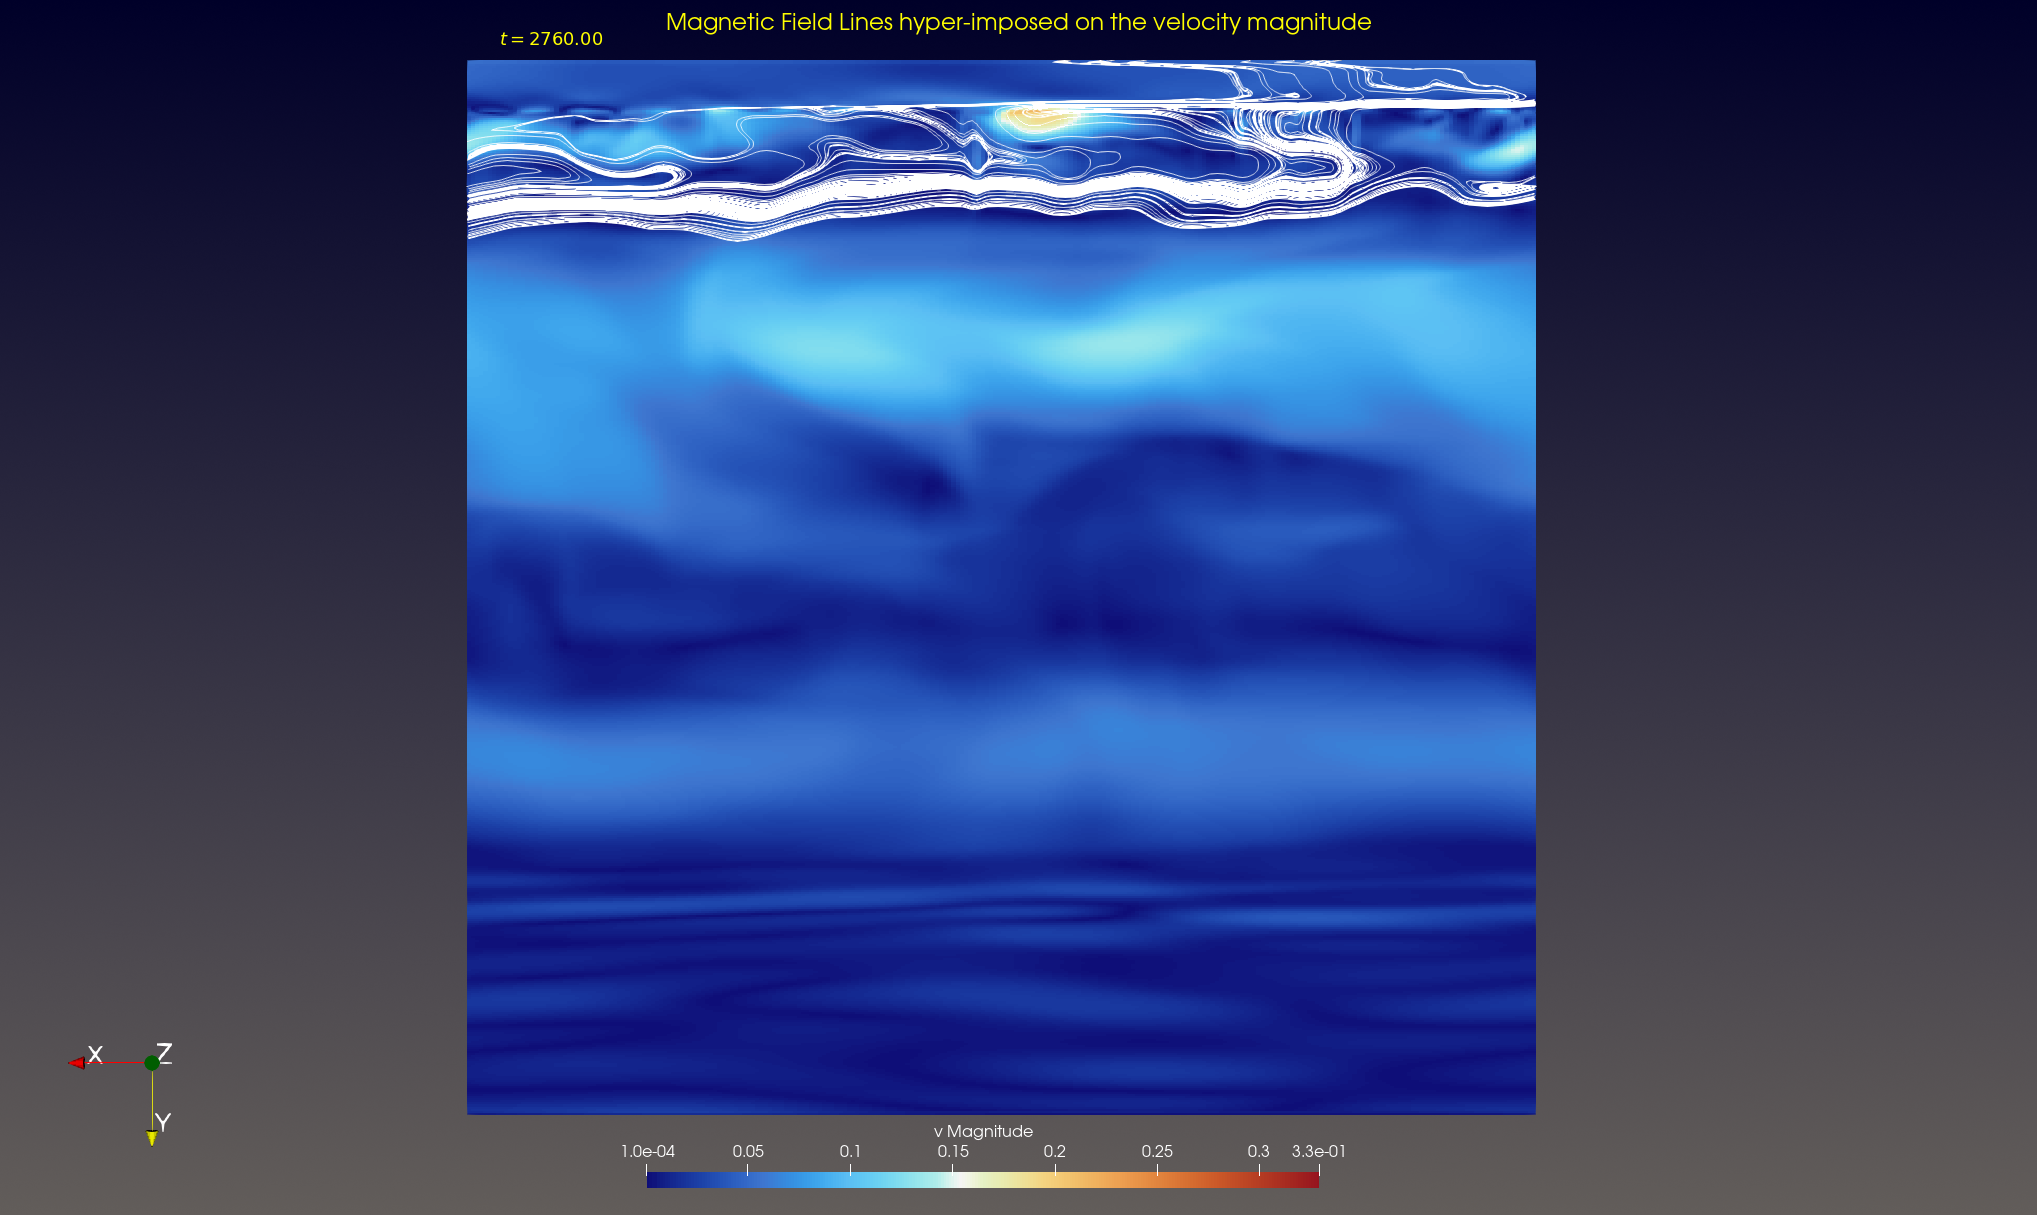 Magnetic Field Lines hyper-imposed on the velocity magnitude
t = 2760.00
X Z
Y
v Magnitude
1.0e-04 0.05 0.1 0.15 0.2 0.25 0.3 3.3e-01